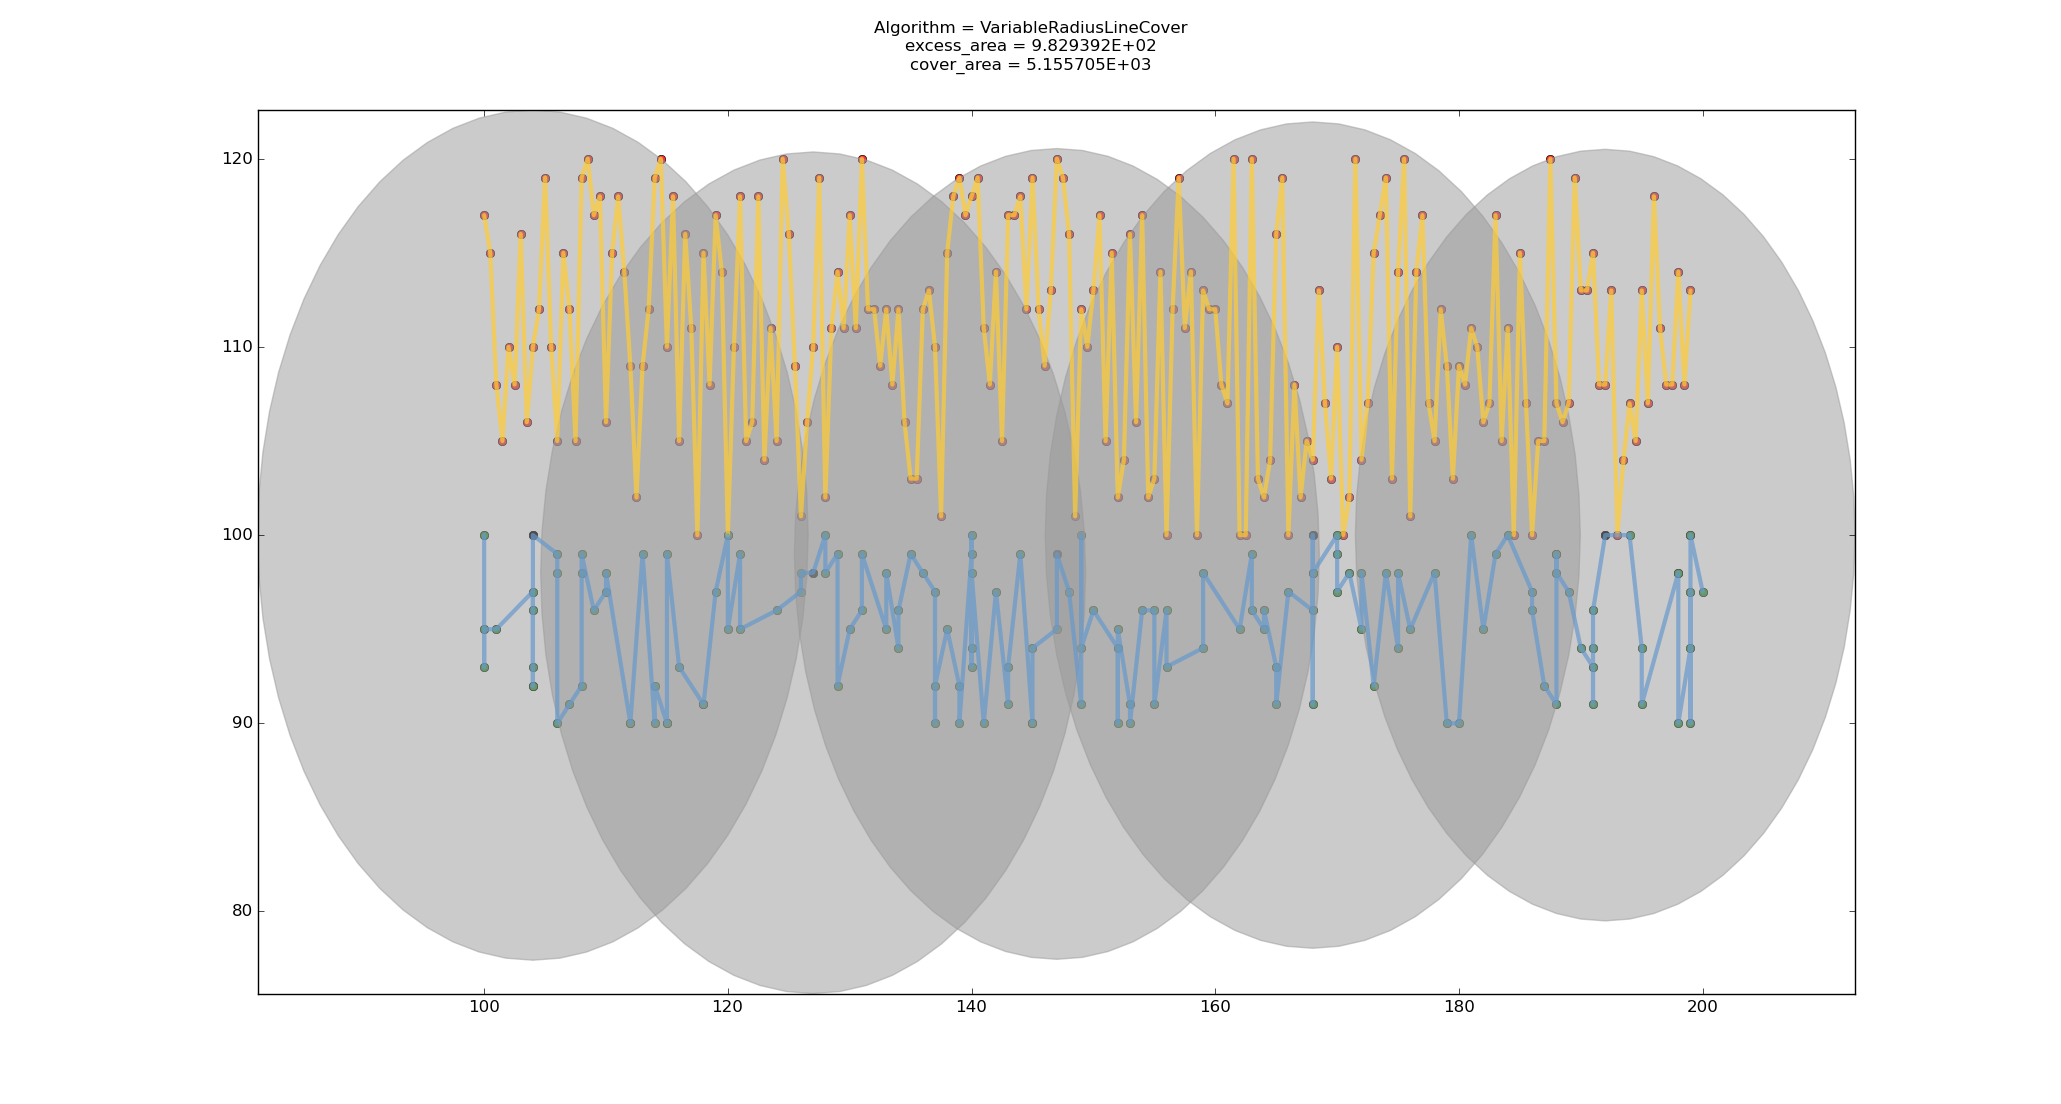 Algorithm = VariableRadiusLineCover
excess_area = 9.829392E+02
cover_area = 5.155705E+03
120
110
100
90
80
100 120 140 160 180 200